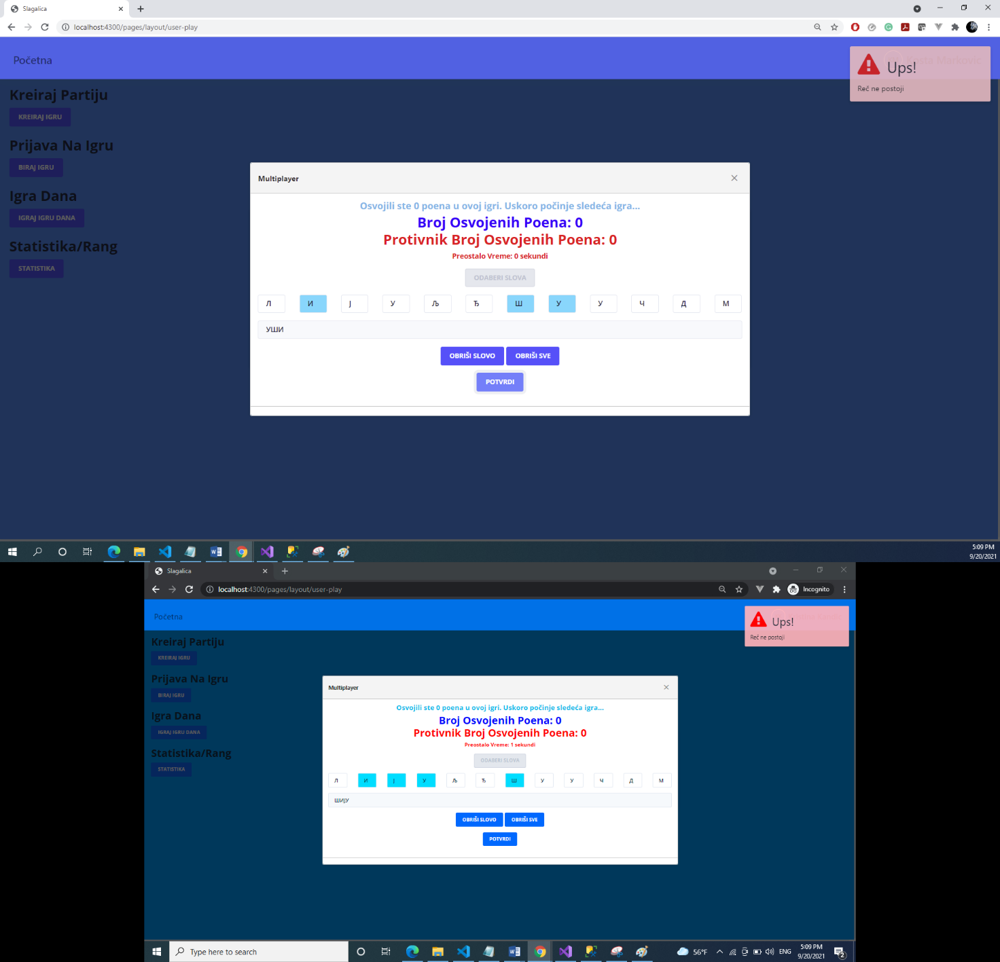 Slagalica
localhost:4300/pages/layout/user-play
Početna
Ups!
Reč ne postoji
Kreiraj Partiju
KREIRAJ IGRU
Prijava Na Igru
BIRAJ IGRU
Igra Dana
IGRAJ IGRU DANA
Statistika/Rang
STATISTIKA
Multiplayer
Osvojili ste 0 poena u ovoj igri. Uskoro počinje sledeća igra...
Broj Osvojenih Poena: 0
Protivnik Broj Osvojenih Poena: 0
Preostalo Vreme: 0 sekundi
ODABERI SLOVA
Л И Ј У Љ Ђ Ш У У Ч Д М
УШИ
OBRIŠI SLOVO OBRIŠI SVE
POTVRDI
5:09 PM
9/20/2021
Slagalica
localhost:4300/pages/layout/user-play
Incognito
Početna
Ups!
Reč ne postoji
Kreiraj Partiju
KREIRAJ IGRU
Prijava Na Igru
BIRAJ IGRU
Igra Dana
IGRAJ IGRU DANA
Statistika/Rang
STATISTIKA
Multiplayer
Osvojili ste 0 poena u ovoj igri. Uskoro počinje sledeća igra...
Broj Osvojenih Poena: 0
Protivnik Broj Osvojenih Poena: 0
Preostalo Vreme: 1 sekundi
ODABERI SLOVA
Л И Ј У Љ Ђ Ш У У Ч Д М
ШИЈУ
OBRIŠI SLOVO OBRIŠI SVE
POTVRDI
Type here to search
56°F
ENG
5:09 PM
9/20/2021
2